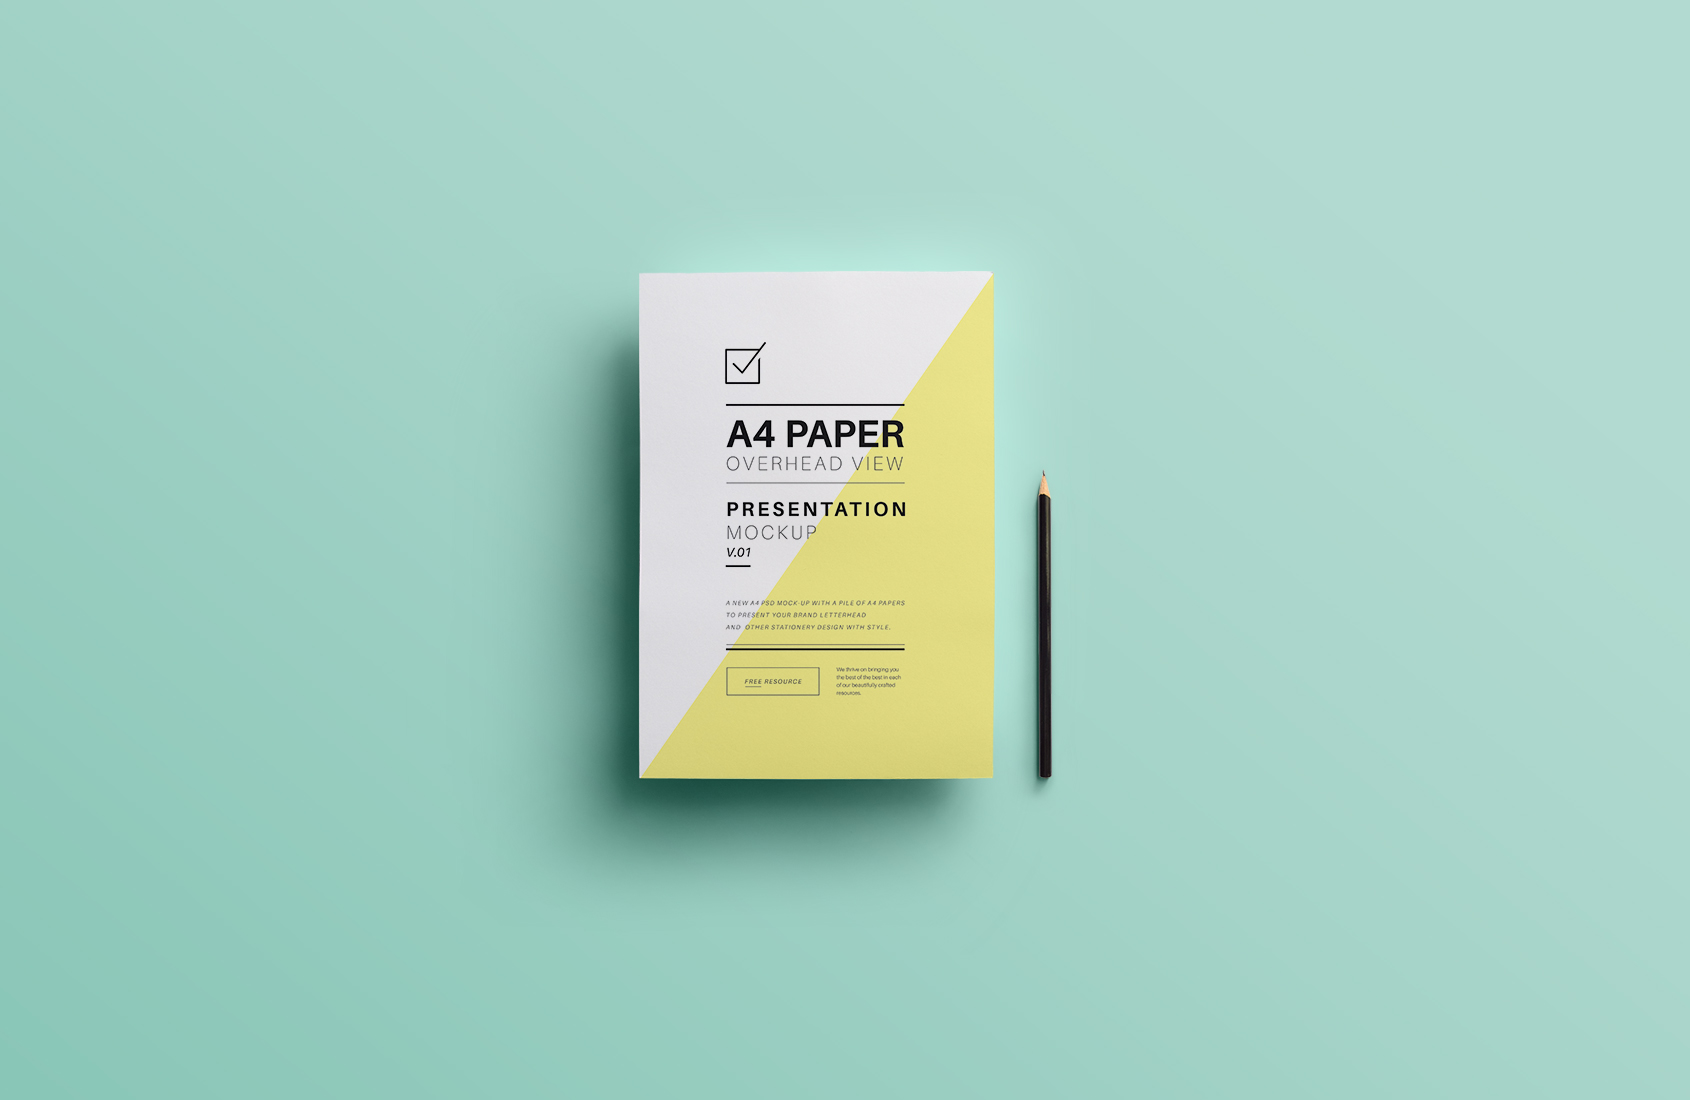 A4 PAPER
OVERHEAD VIEW
PRESENTATION
MOCKUP
V.01
A NEW A4 PSD MOCK-UP WITH A PILE OF A4 PAPERS
TO PRESENT YOUR BRAND LETTERHEAD
AND OTHER STATIONERY DESIGN WITH STYLE.
FREE RESOURCE
We thrive on bringing you
the best of the best in each
of our beautifully crafted
resources.